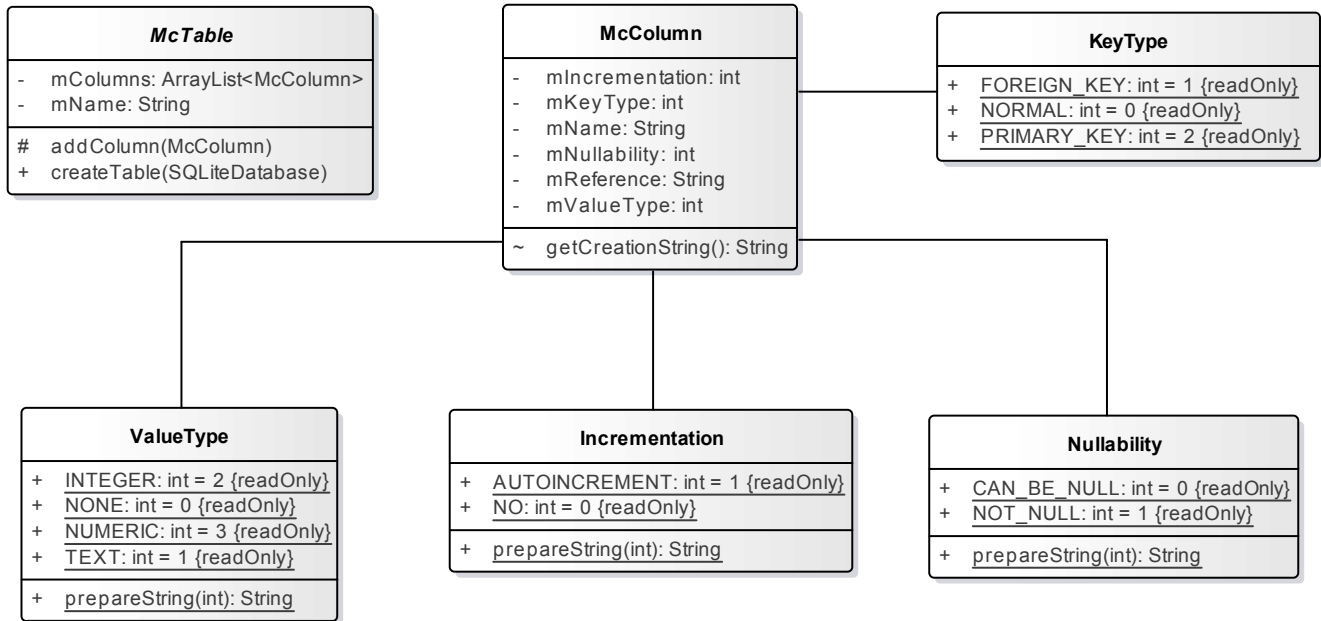 McTable
- mColumns: ArrayList<McColumn>
- mName: String
# addColumn(McColumn)
+ createTable(SQLiteDatabase)
McColumn
- mIncrementation: int
- mKeyType: int
- mName: String
- mNullability: int
- mReference: String
- mValueType: int
~ getCreationString(): String
KeyType
+ FOREIGN_KEY: int = 1 {readOnly}
+ NORMAL: int = 0 {readOnly}
+ PRIMARY_KEY: int = 2 {readOnly}
ValueType
+ INTEGER: int = 2 {readOnly}
+ NONE: int = 0 {readOnly}
+ NUMERIC: int = 3 {readOnly}
+ TEXT: int = 1 {readOnly}
+ prepareString(int): String
Incrementation
+ AUTOINCREMENT: int = 1 {readOnly}
+ NO: int = 0 {readOnly}
+ prepareString(int): String
Nullability
+ CAN_BE_NULL: int = 0 {readOnly}
+ NOT_NULL: int = 1 {readOnly}
+ prepareString(int): String